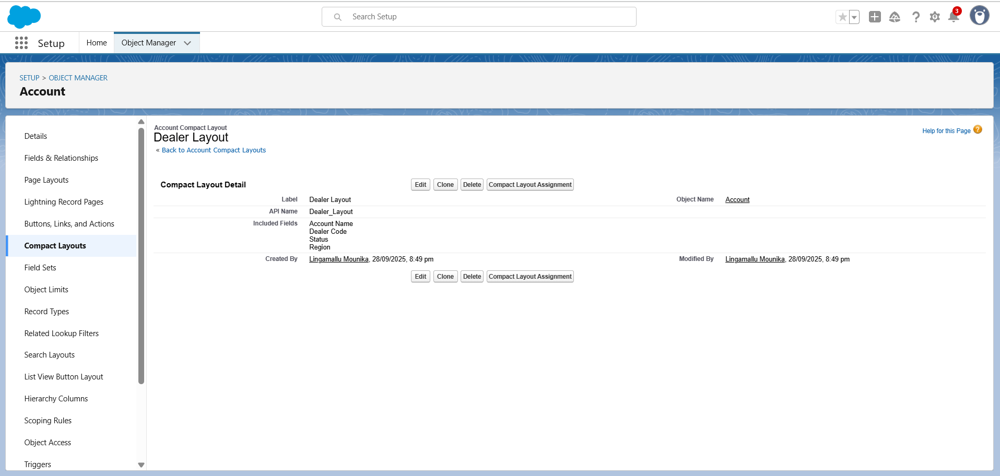 Search Setup
3
Setup
Home
Object Manager
SETUP > OBJECT MANAGER
Account
Details
Fields & Relationships
Page Layouts
Lightning Record Pages
Buttons, Links, and Actions
Compact Layouts
Field Sets
Object Limits
Record Types
Related Lookup Filters
Search Layouts
List View Button Layout
Hierarchy Columns
Scoping Rules
Object Access
Triggers
Account Compact Layout
Dealer Layout
« Back to Account Compact Layouts
Help for this Page ?
Compact Layout Detail
Edit Clone Delete Compact Layout Assignment
Label Dealer Layout Object Name Account
API Name Dealer_Layout
Included Fields Account Name
Dealer Code
Status
Region
Created By Lingamallu Mounika, 28/09/2025, 8:49 pm Modified By Lingamallu Mounika, 28/09/2025, 8:49 pm
Edit Clone Delete Compact Layout Assignment